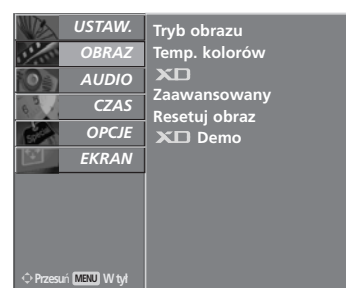 USTAW.
OBRAZ
AUDIO
CZAS
OPCJE
EKRAN
Tryb obrazu
Temp. kolorów
XD
Zaawansowany
Resetuj obraz
XD Demo
Przesuń MENU W tył